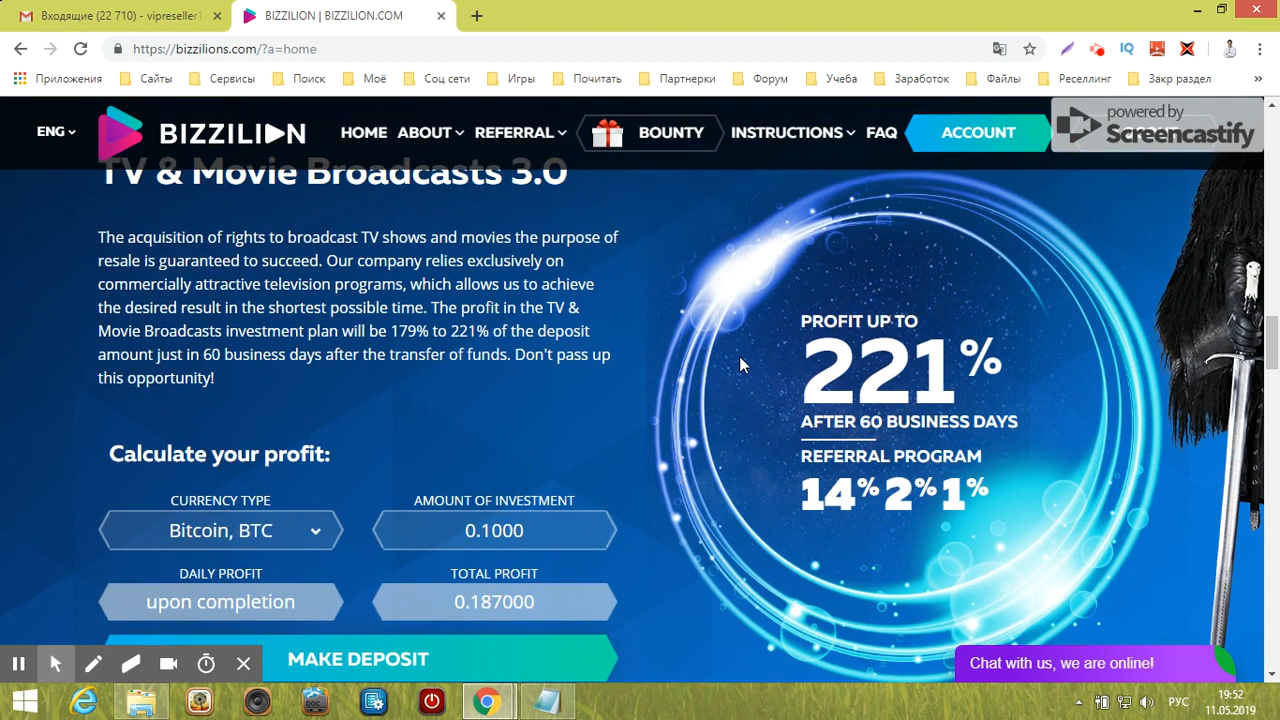 Входящие (22 710) - vipreseller1
BIZZILION | BIZZILION.COM
https://bizzilions.com/?a=home
Приложения Сайты Сервисы Поиск Моё Соц сети Игры Почитать Партнерки Форум Учеба Заработок Файлы Реселлинг Закр раздел
ENG BIZZILION HOME ABOUT REFERRAL BOUNTY INSTRUCTIONS FAQ ACCOUNT
powered by
Screencastify
TV & Movie Broadcasts 3.0
The acquisition of rights to broadcast TV shows and movies the purpose of
resale is guaranteed to succeed. Our company relies exclusively on
commercially attractive television programs, which allows us to achieve
the desired result in the shortest possible time. The profit in the TV &
Movie Broadcasts investment plan will be 179% to 221% of the deposit
amount just in 60 business days after the transfer of funds. Don't pass up
this opportunity!
PROFIT UP TO
221%
AFTER 60 BUSINESS DAYS
REFERRAL PROGRAM
14% 2% 1%
Calculate your profit:
CURRENCY TYPE AMOUNT OF INVESTMENT
Bitcoin, BTC 0.1000
DAILY PROFIT TOTAL PROFIT
upon completion 0.187000
MAKE DEPOSIT
Chat with us, we are online!
DOC
РУС
19:52
11.05.2019